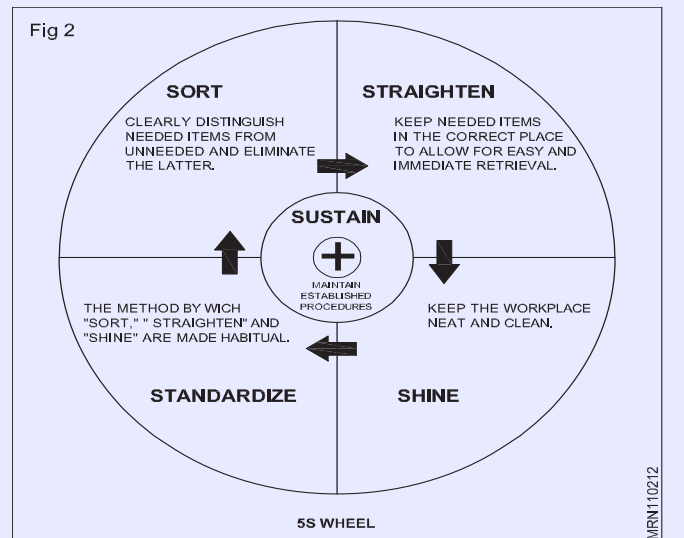 Fig 2
SORT
CLEARLY DISTINGUISH
NEEDED ITEMS FROM
UNNEEDED AND ELIMINATE
THE LATTER.
STRAIGHTEN
KEEP NEEDED ITEMS
IN THE CORRECT PLACE
TO ALLOW FOR EASY AND
IMMEDIATE RETRIEVAL.
SUSTAIN
MAINTAIN
ESTABLISHED
PROCEDURES
THE METHOD BY WICH
"SORT," " STRAIGHTEN" AND
"SHINE" ARE MADE HABITUAL.
STANDARDIZE
KEEP THE WORKPLACE
NEAT AND CLEAN.
SHINE
5S WHEEL
MRN110212